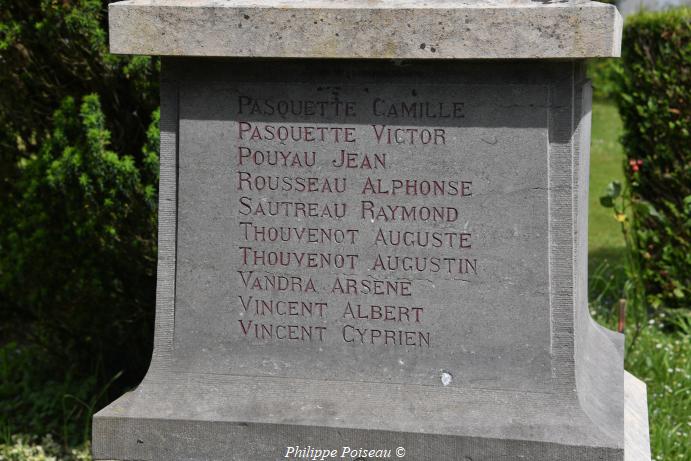 PASQUETTE CAMILLE
PASQUETTE VICTOR
POUYAU JEAN
ROUSSEAU ALPHONSE
SAUTREAU RAYMOND
THOUVENOT AUGUSTE
THOUVENOT AUGUSTIN
VANDRA ARSÈNE
VINCENT ALBERT
VINCENT CYPRIEN
Philippe Poiseau ©